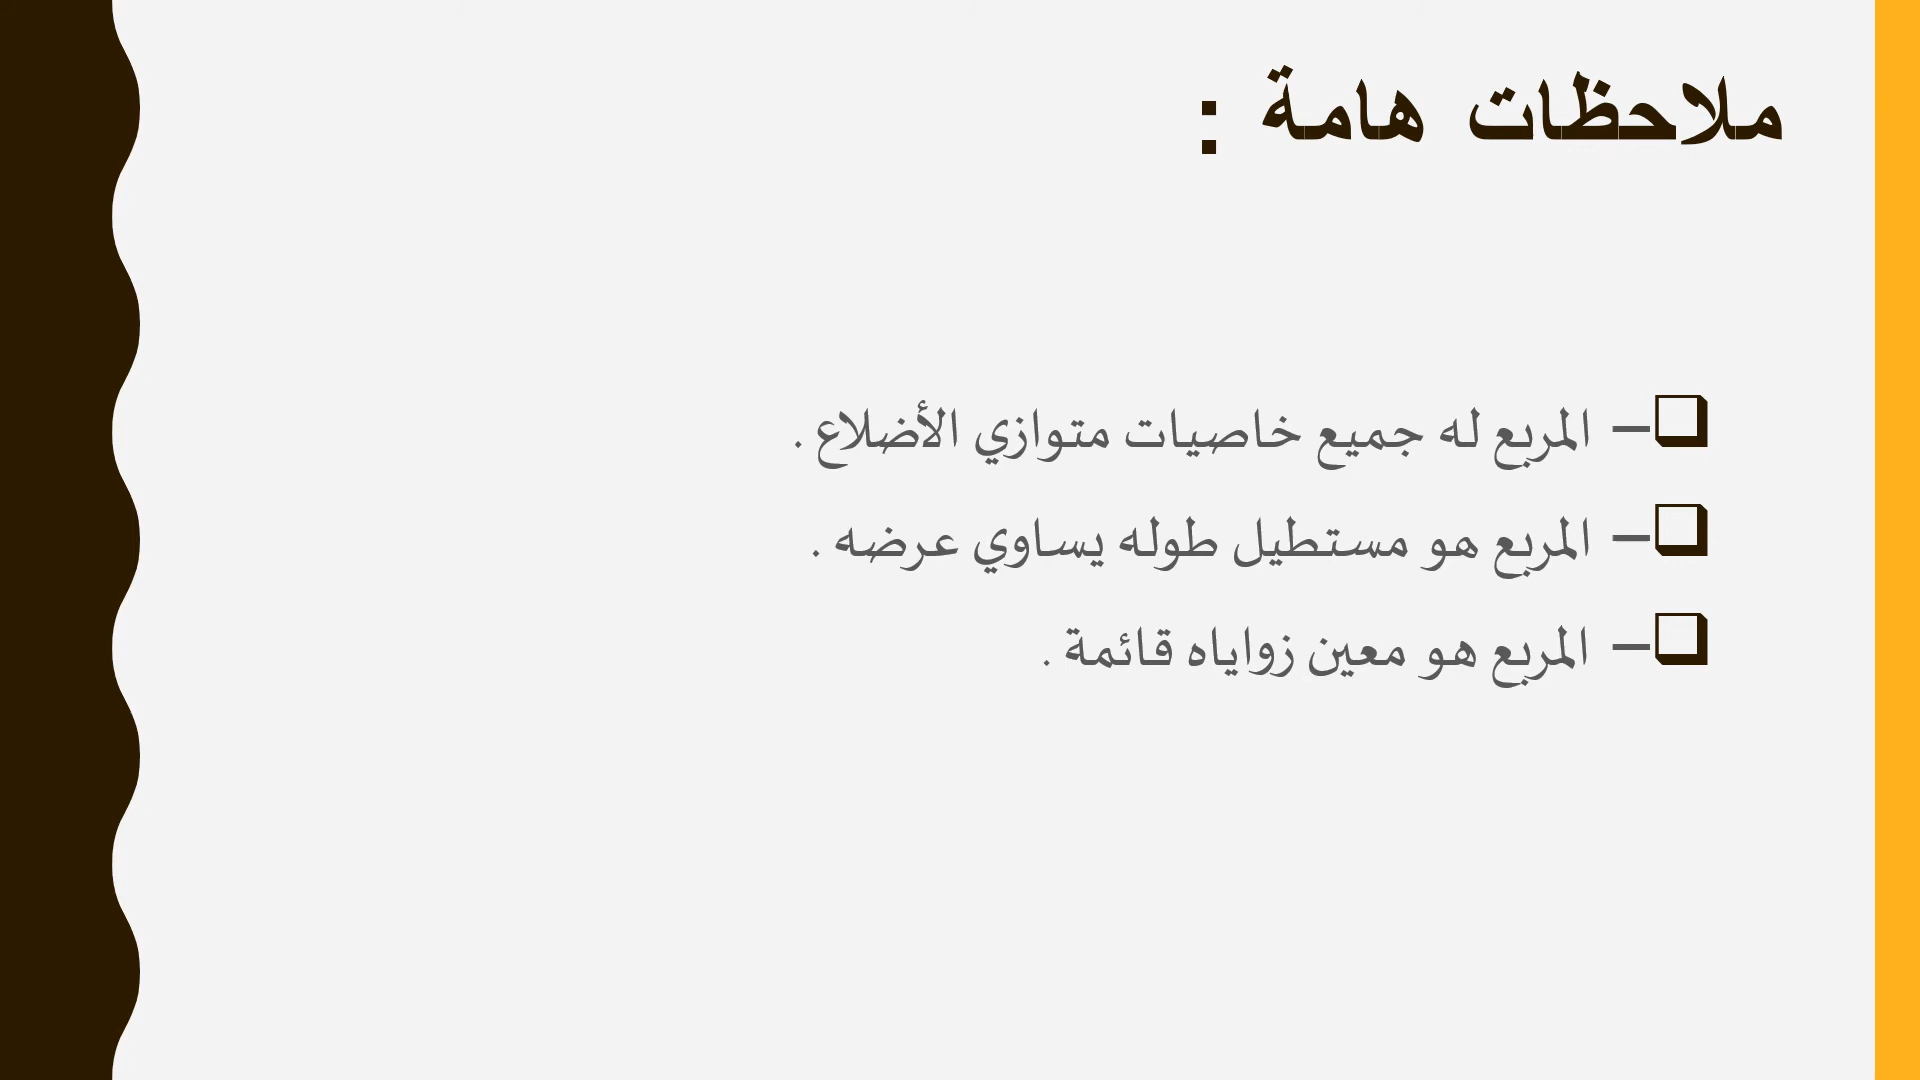 ملاحظات هامة :
– المربع له جميع خاصيات متوازي الأضلاع .
– المربع هو مستطيل طوله يساوي عرضه .
– المربع هو معين زواياه قائمة .